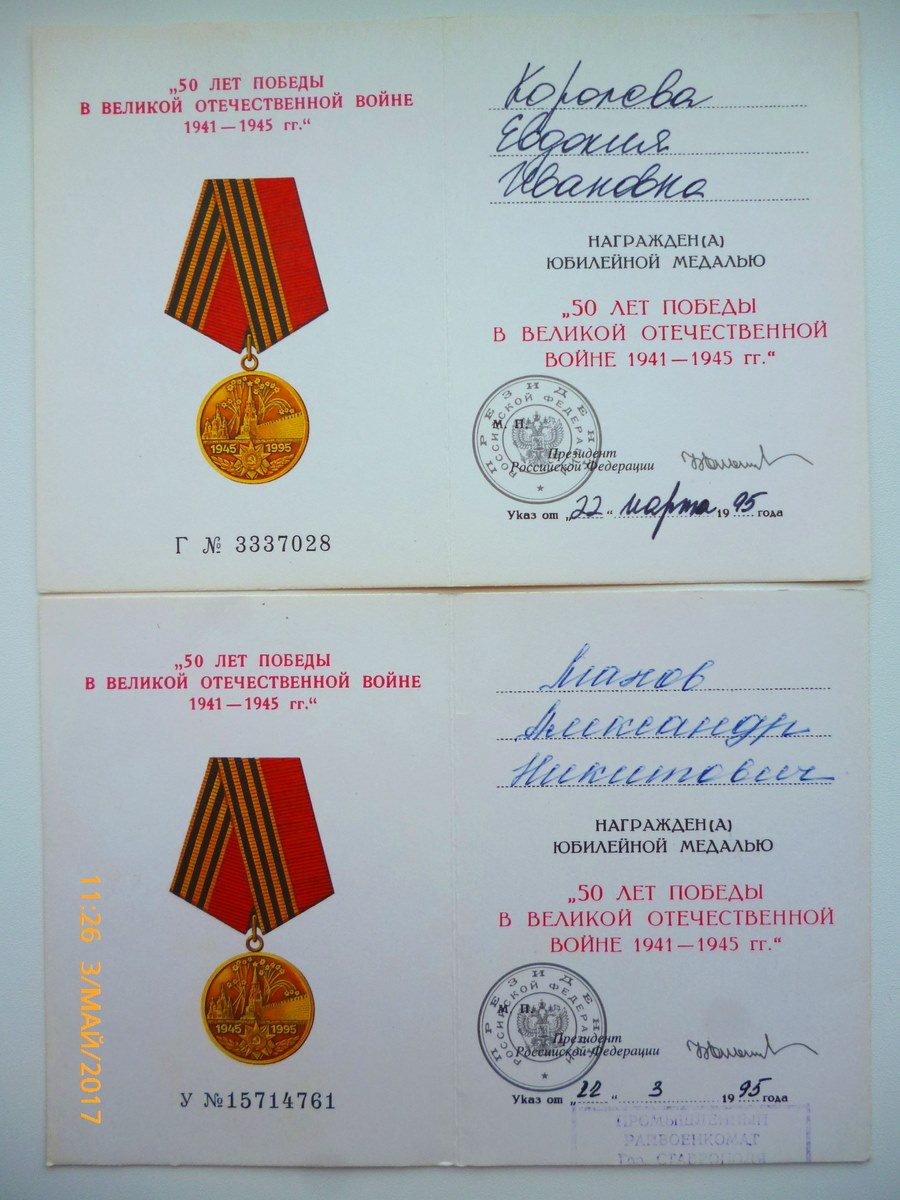 „50 ЛЕТ ПОБЕДЫ
В ВЕЛИКОЙ ОТЕЧЕСТВЕННОЙ ВОЙНЕ
1941 — 1945 гг.“
1945 1995
Г № 3337028
Королева
Евдокия
Ивановна
НАГРАЖДЕН(А)
ЮБИЛЕЙНОЙ МЕДАЛЬЮ
„50 ЛЕТ ПОБЕДЫ
В ВЕЛИКОЙ ОТЕЧЕСТВЕННОЙ
ВОЙНЕ 1941 — 1945 гг.“
М. П.
Президент
Российской Федерации
Указ от „22“ марта 1995 года
„50 ЛЕТ ПОБЕДЫ
В ВЕЛИКОЙ ОТЕЧЕСТВЕННОЙ ВОЙНЕ
1941 — 1945 гг.“
1945 1995
У №15714761
Александр
Никитович
НАГРАЖДЕН(А)
ЮБИЛЕЙНОЙ МЕДАЛЬЮ
„50 ЛЕТ ПОБЕДЫ
В ВЕЛИКОЙ ОТЕЧЕСТВЕННОЙ
ВОЙНЕ 1941 — 1945 гг.“
М. П.
Президент
Российской Федерации
Указ от „22“ 3 1995 года
ПРОМЫШЛЕННЫЙ
РАЙВОЕНКОМАТ
Гор. СТАВРОПОЛЯ
11:26 3/МАЙ/2017